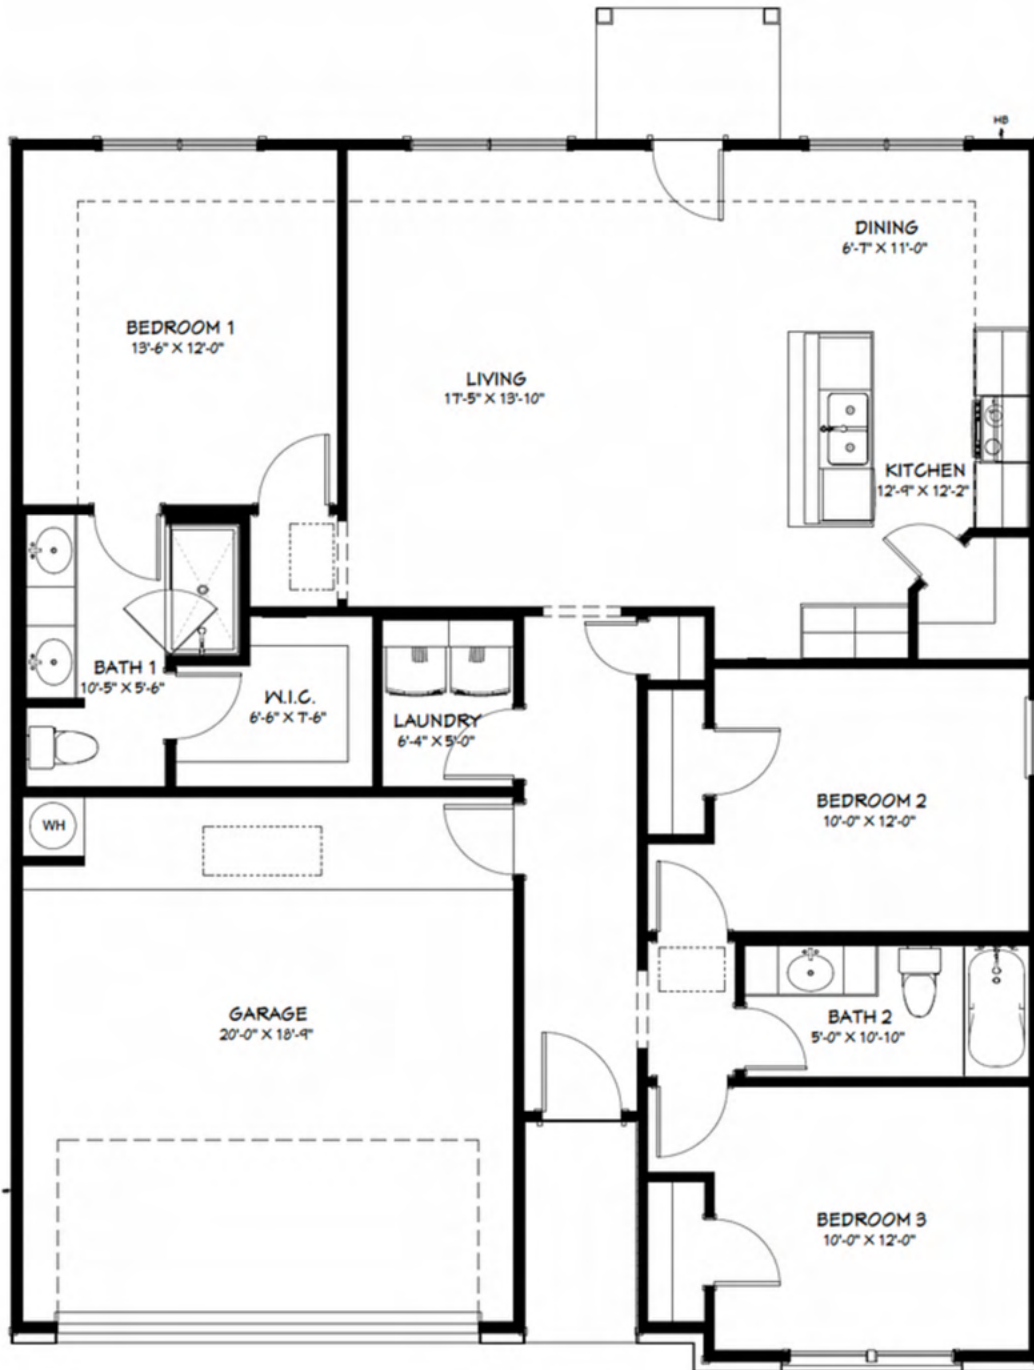 HB
DINING
6'-7" X 11'-0"
BEDROOM 1
13'-6" X 12'-0"
LIVING
17'-5" X 13'-10"
KITCHEN
12'-9" X 12'-2"
BATH 1
10'-5" X 5'-6"
W.I.C.
6'-6" X 7'-6"
LAUNDRY
6'-4" X 5'-0"
BEDROOM 2
10'-0" X 12'-0"
WH
GARAGE
20'-0" X 18'-9"
BATH 2
5'-0" X 10'-10"
BEDROOM 3
10'-0" X 12'-0"